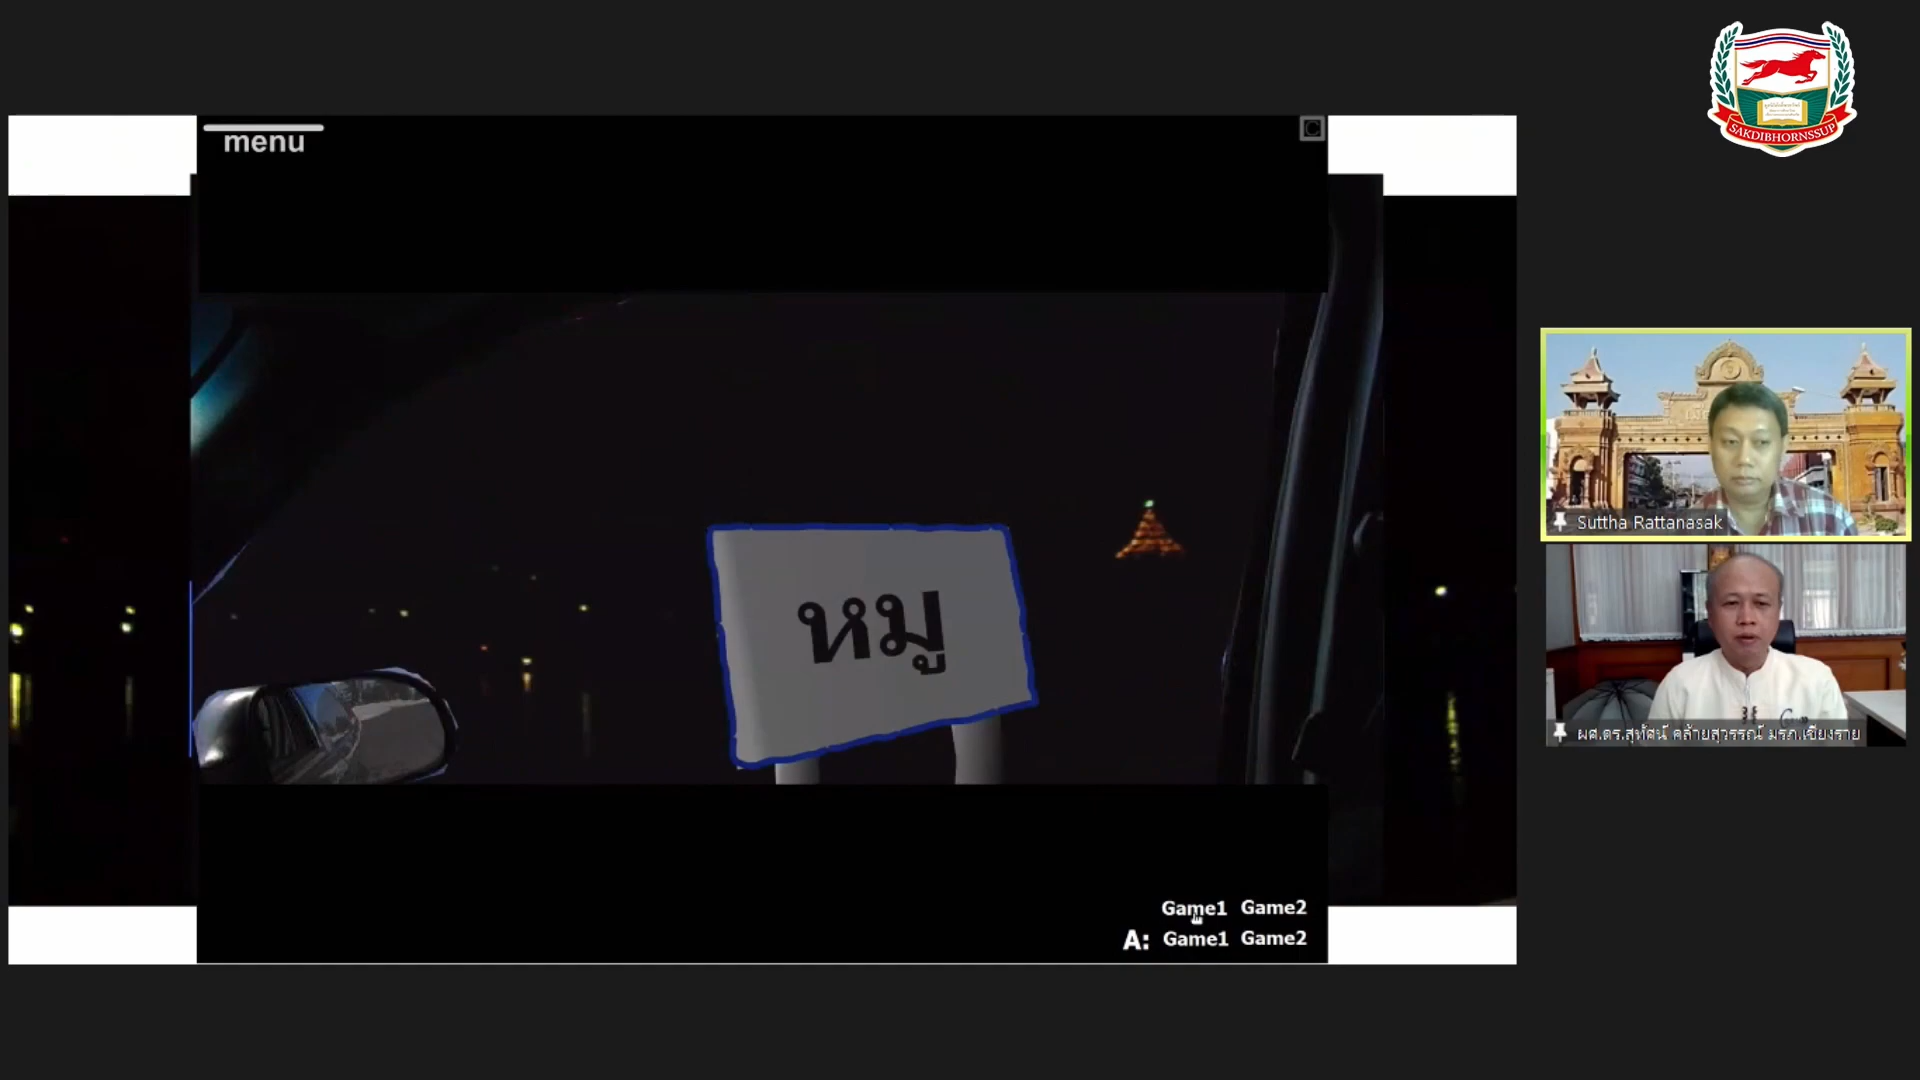 SAKDIBHORNSSUP
menu
หมู
Suttha Rattanasak
ผศ.ดร.สุทัศน์ คล้ายสุวรรณ์ มรภ.เชียงราย
Game1 Game2
A: Game1 Game2